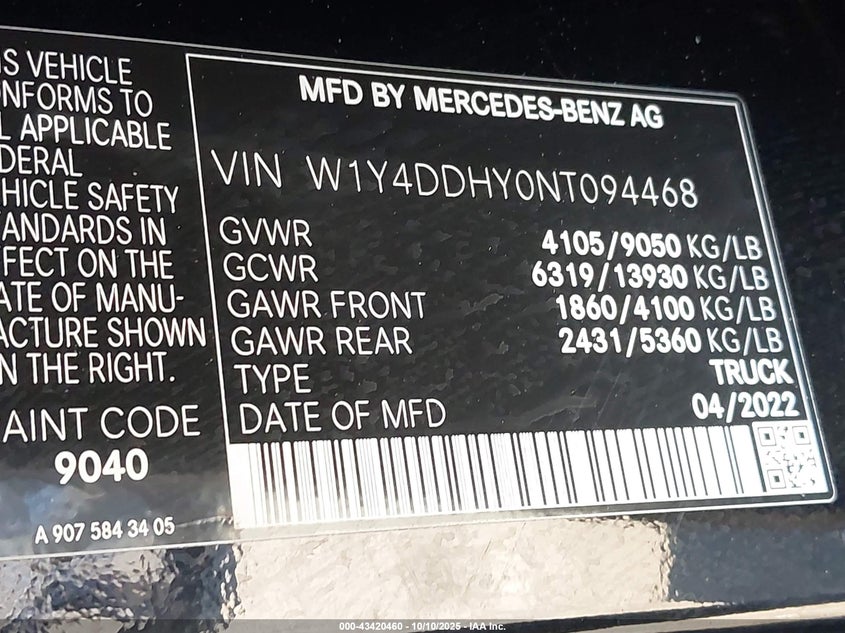 S VEHICLE
NFORMS TO
L APPLICABLE
DERAL
HICLE SAFETY
ANDARDS IN
FECT ON THE
ATE OF MANU-
ACTURE SHOWN
N THE RIGHT.
AINT CODE
9040
A 907 584 34 05
MFD BY MERCEDES-BENZ AG
VIN W1Y4DDHY0NT094468
GVWR 4105/9050 KG/LB
GCWR 6319/13930 KG/LB
GAWR FRONT 1860/4100 KG/LB
GAWR REAR 2431/5360 KG/LB
TYPE TRUCK
DATE OF MFD 04/2022
000-43420460 - 10/10/2025 - IAA Inc.